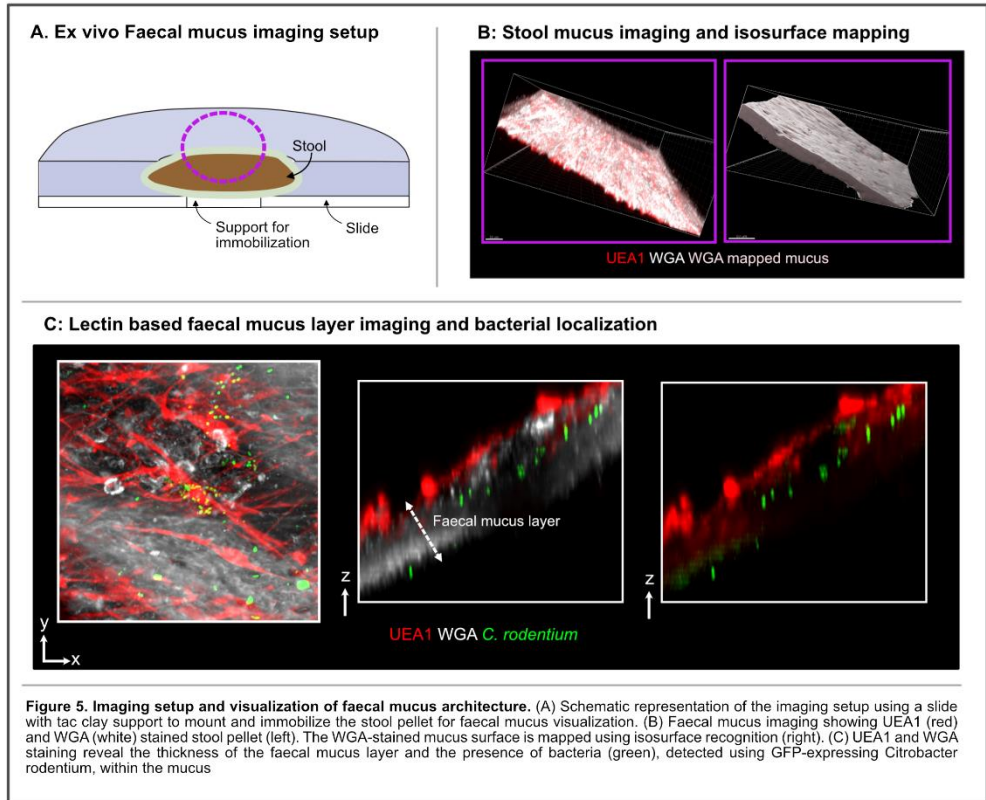 A. Ex vivo Faecal mucus imaging setup
Stool
Support for
immobilization
Slide
B: Stool mucus imaging and isosurface mapping
UEA1 WGA WGA mapped mucus
C: Lectin based faecal mucus layer imaging and bacterial localization
Faecal mucus layer
z
z
y
x
UEA1 WGA C. rodentium
Figure 5. Imaging setup and visualization of faecal mucus architecture. (A) Schematic representation of the imaging setup using a slide
with tac clay support to mount and immobilize the stool pellet for faecal mucus visualization. (B) Faecal mucus imaging showing UEA1 (red)
and WGA (white) stained stool pellet (left). The WGA-stained mucus surface is mapped using isosurface recognition (right). (C) UEA1 and WGA
staining reveal the thickness of the faecal mucus layer and the presence of bacteria (green), detected using GFP-expressing Citrobacter
rodentium, within the mucus